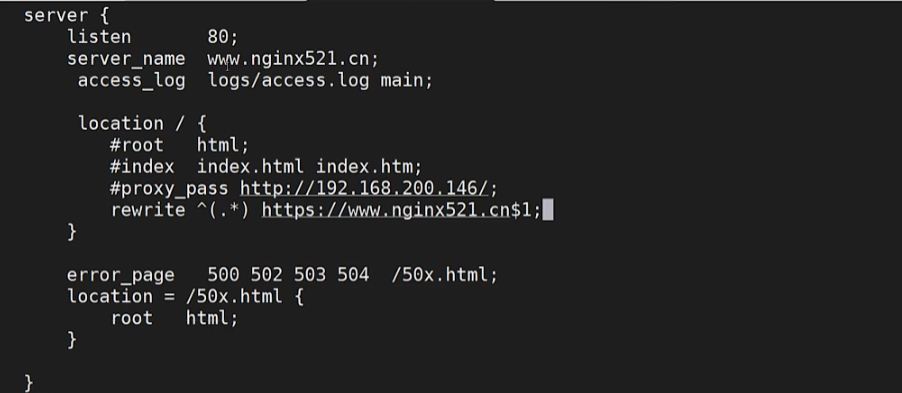 server {
    listen       80;
    server_name  www.nginx521.cn;
     access_log  logs/access.log main;
     location / {
        #root   html;
        #index  index.html index.htm;
        #proxy_pass http://192.168.200.146/;
        rewrite ^(.*) https://www.nginx521.cn$1;
    }
    error_page   500 502 503 504  /50x.html;
    location = /50x.html {
        root   html;
    }
}